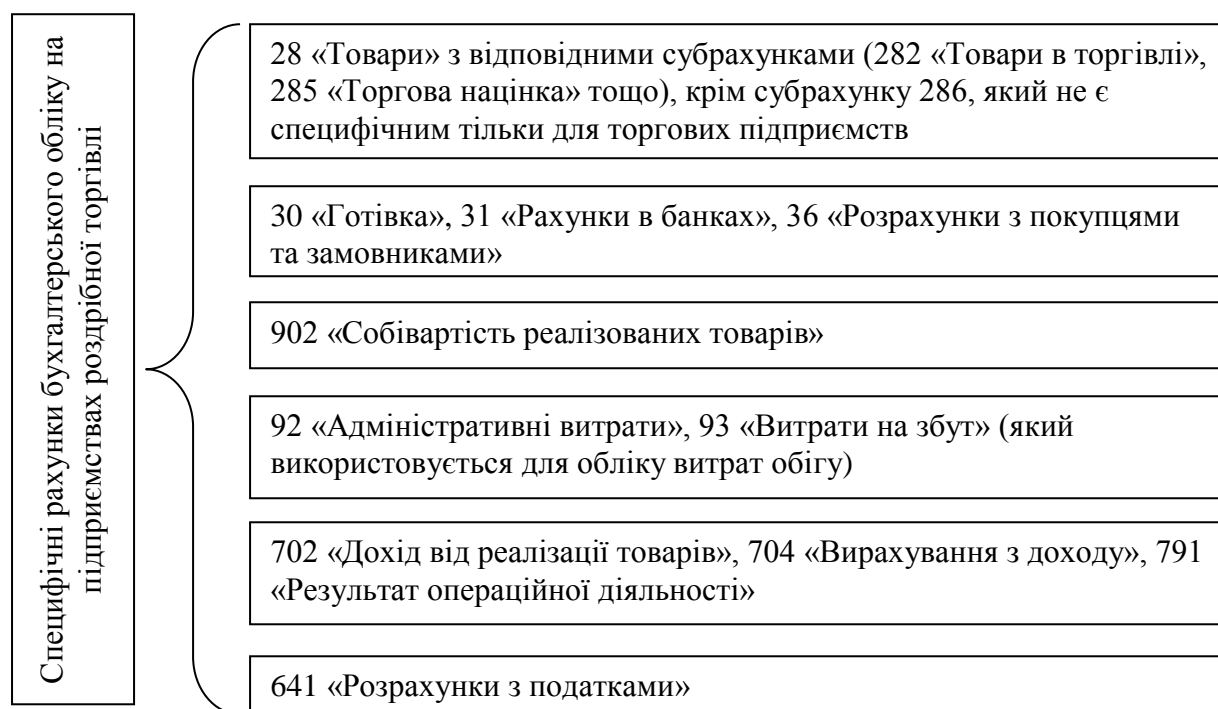 Специфічні рахунки бухгалтерського обліку на
підприємствах роздрібної торгівлі
28 «Товари» з відповідними субрахунками (282 «Товари в торгівлі»,
285 «Торгова націнка» тощо), крім субрахунку 286, який не є
специфічним тільки для торгових підприємств
30 «Готівка», 31 «Рахунки в банках», 36 «Розрахунки з покупцями
та замовниками»
902 «Собівартість реалізованих товарів»
92 «Адміністративні витрати», 93 «Витрати на збут» (який
використовується для обліку витрат обігу)
702 «Дохід від реалізації товарів», 704 «Вирахування з доходу», 791
«Результат операційної діяльності»
641 «Розрахунки з податками»